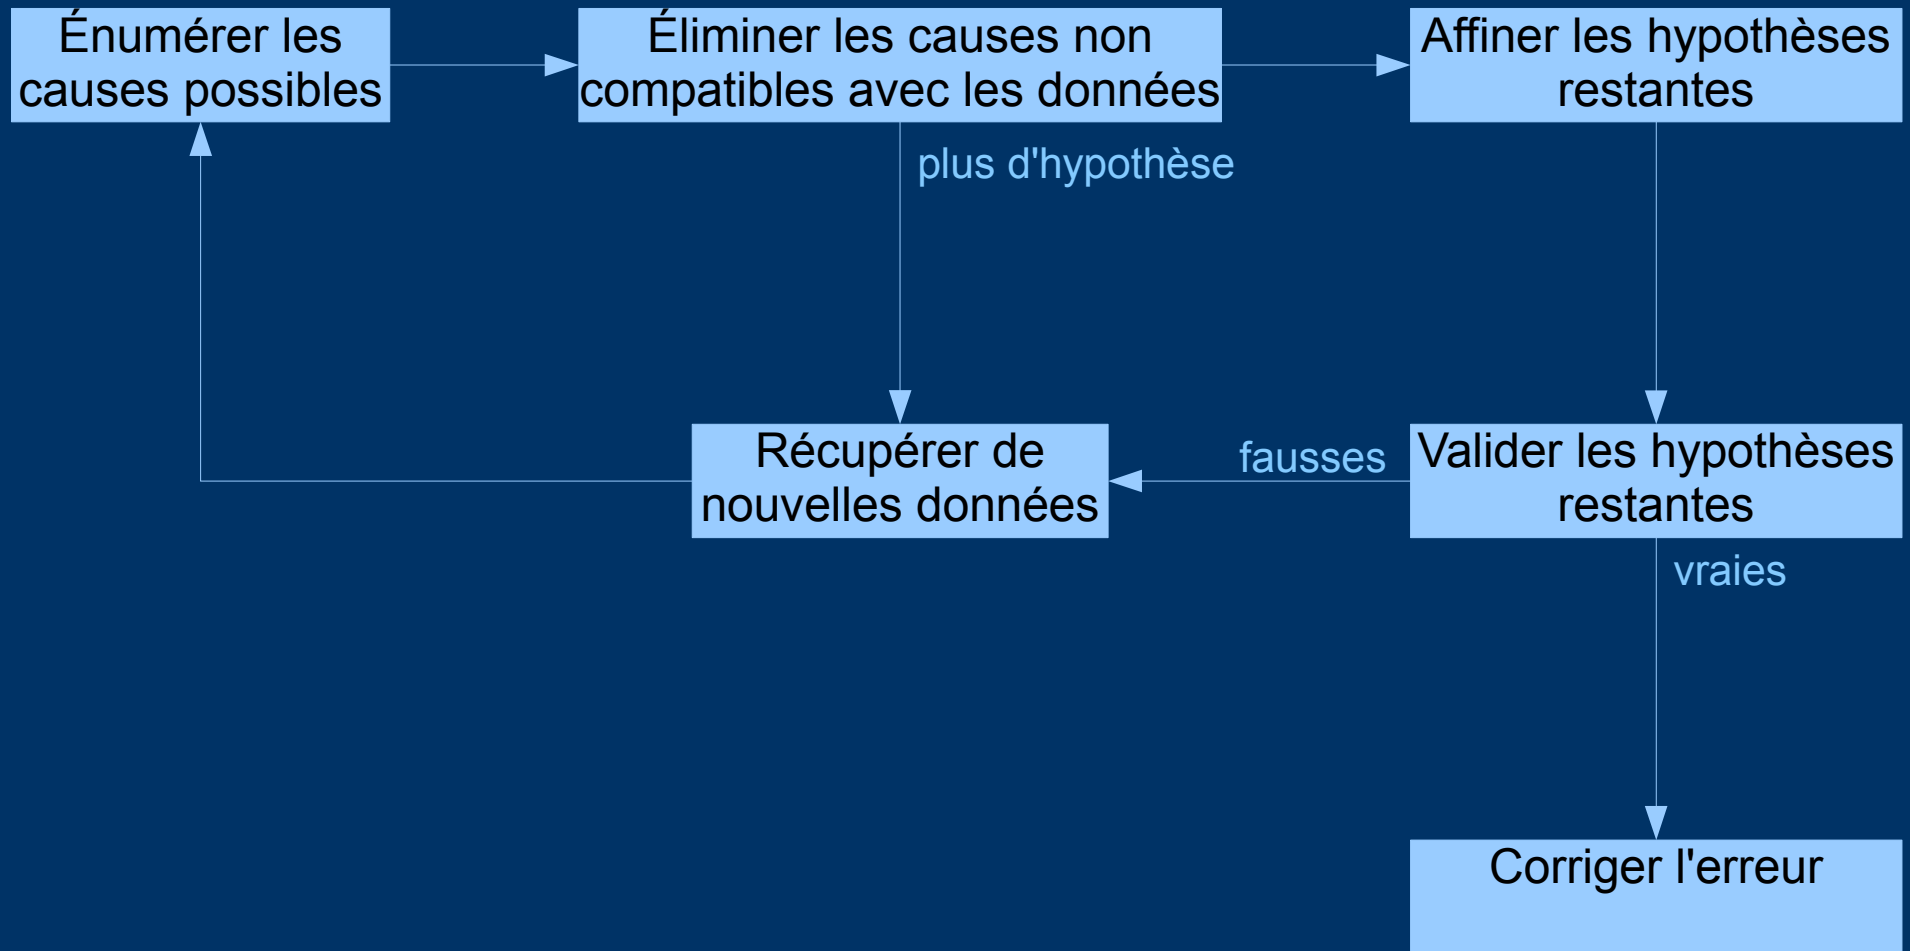 Énumérer les
causes possibles
Éliminer les causes non
compatibles avec les données
Affiner les hypothèses
restantes
plus d'hypothèse
Récupérer de
nouvelles données
fausses
Valider les hypothèses
restantes
vraies
Corriger l'erreur